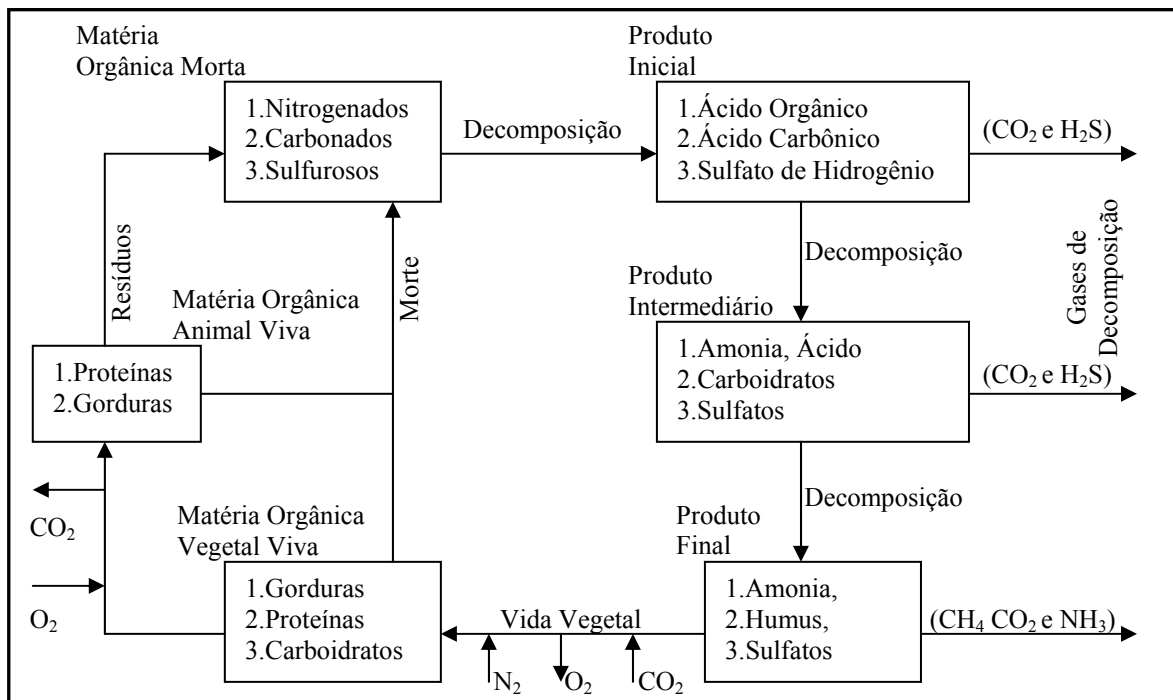 Matéria
Orgânica Morta
1.Nitrogenados
2.Carbonados
3.Sulfurosos
Decomposição
Produto
Inicial
1.Ácido Orgânico
2.Ácido Carbônico
3.Sulfato de Hidrogênio
(CO₂ e H₂S)
Decomposição
Gases de
Decomposição
Resíduos
Morte
Matéria Orgânica
Animal Viva
1.Proteínas
2.Gorduras
Produto
Intermediário
1.Amonia, Ácido
2.Carboidratos
3.Sulfatos
(CO₂ e H₂S)
Decomposição
CO₂
O₂
Matéria Orgânica
Vegetal Viva
1.Gorduras
2.Proteínas
3.Carboidratos
Vida Vegetal
N₂
O₂
CO₂
Produto
Final
1.Amonia,
2.Humus,
3.Sulfatos
(CH₄ CO₂ e NH₃)